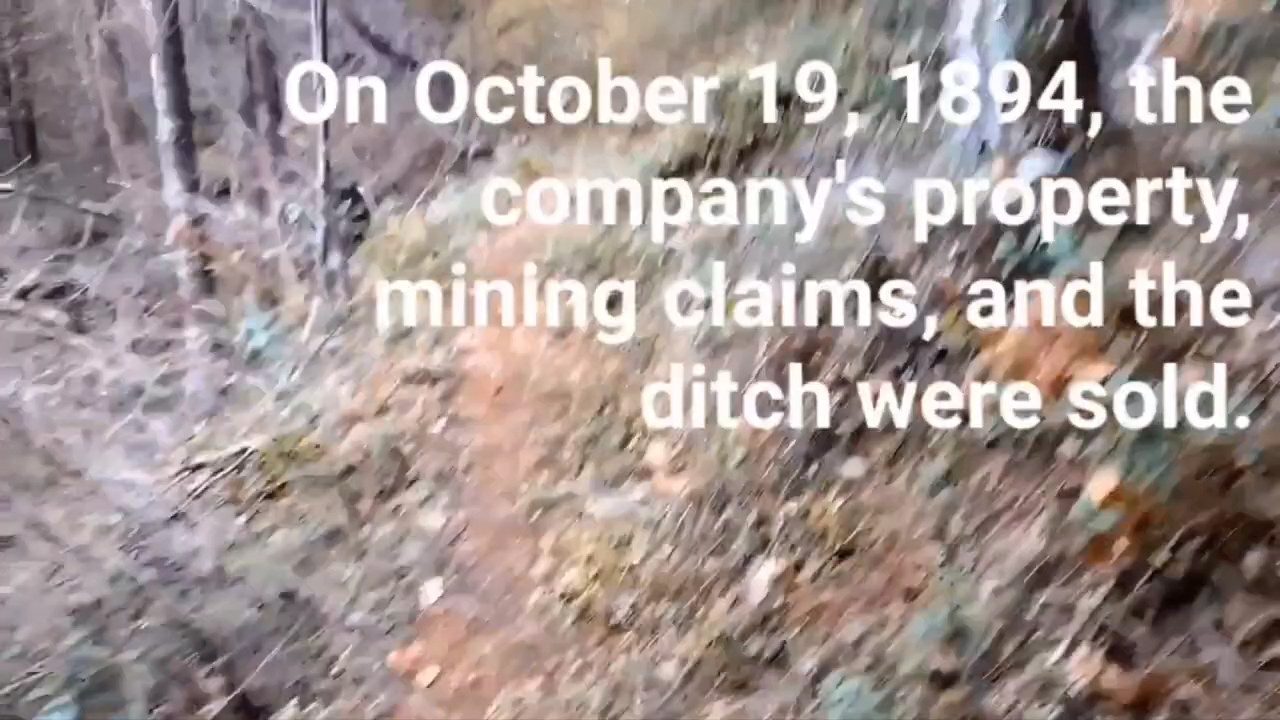 On October 19, 1894, the
company's property,
mining claims, and the
ditch were sold.